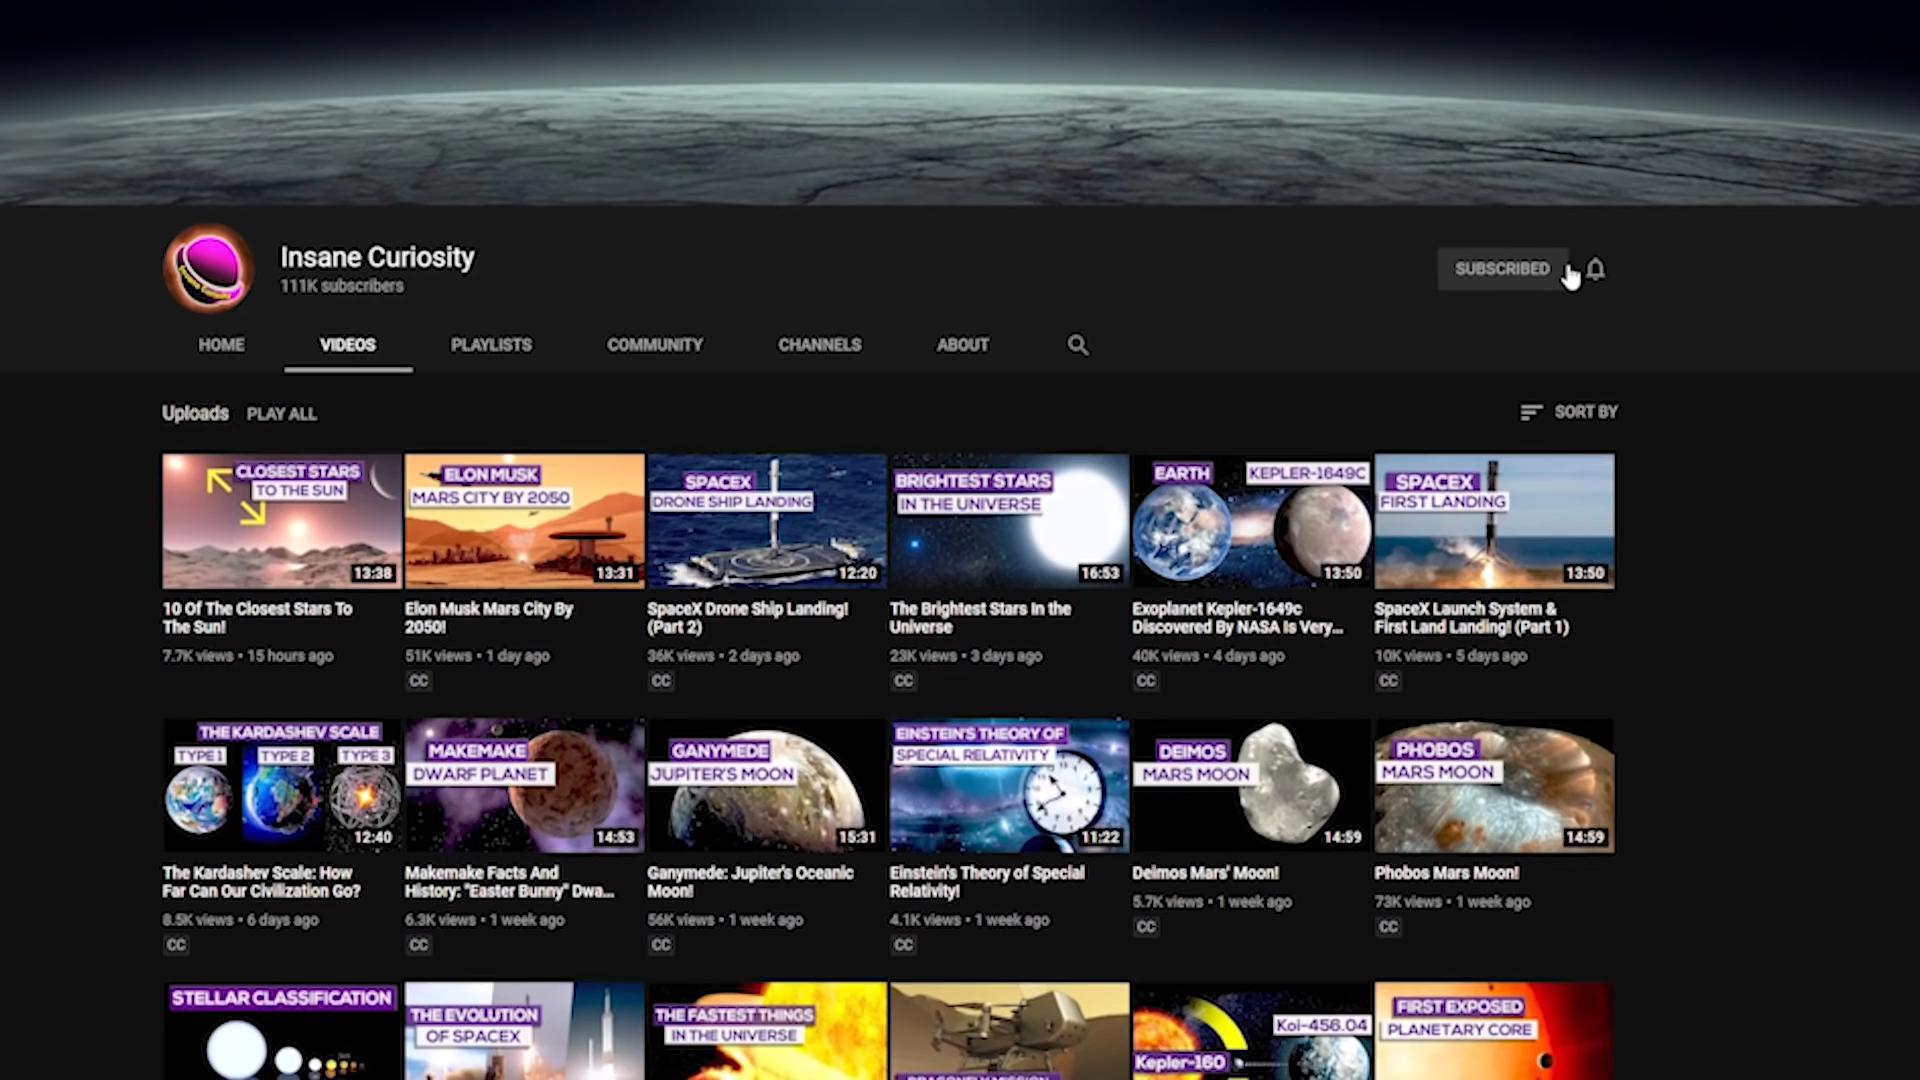 Insane Curiosity
111K subscribers
SUBSCRIBED
HOME VIDEOS PLAYLISTS COMMUNITY CHANNELS ABOUT
Uploads PLAY ALL
SORT BY
CLOSEST STARS
TO THE SUN
13:38
ELON MUSK
MARS CITY BY 2050
13:31
SPACEX
DRONE SHIP LANDING
12:20
BRIGHTEST STARS
IN THE UNIVERSE
16:53
EARTH KEPLER-1649C
13:50
SPACEX
FIRST LANDING
13:50
10 Of The Closest Stars To
The Sun!
7.7K views • 15 hours ago
Elon Musk Mars City By
2050!
51K views • 1 day ago
CC
SpaceX Drone Ship Landing!
(Part 2)
36K views • 2 days ago
CC
The Brightest Stars In the
Universe
23K views • 3 days ago
CC
Exoplanet Kepler-1649c
Discovered By NASA Is Very...
40K views • 4 days ago
CC
SpaceX Launch System &
First Land Landing! (Part 1)
10K views • 5 days ago
CC
THE KARDASHEV SCALE
TYPE 1 TYPE 2 TYPE 3
12:40
MAKEMAKE
DWARF PLANET
14:53
GANYMEDE
JUPITER'S MOON
15:31
EINSTEIN'S THEORY OF
SPECIAL RELATIVITY
11:22
DEIMOS
MARS MOON
14:59
PHOBOS
MARS MOON
14:59
The Kardashev Scale: How
Far Can Our Civilization Go?
8.5K views • 6 days ago
CC
Makemake Facts And
History: "Easter Bunny" Dwa...
6.3K views • 1 week ago
CC
Ganymede: Jupiter's Oceanic
Moon!
56K views • 1 week ago
CC
Einstein's Theory of Special
Relativity!
4.1K views • 1 week ago
CC
Deimos Mars' Moon!
5.7K views • 1 week ago
CC
Phobos Mars Moon!
73K views • 1 week ago
CC
STELLAR CLASSIFICATION
THE EVOLUTION
OF SPACEX
THE FASTEST THINGS
IN THE UNIVERSE
DRAGONFLY MISSION
Koi-456.04
Kepler-160
FIRST EXPOSED
PLANETARY CORE